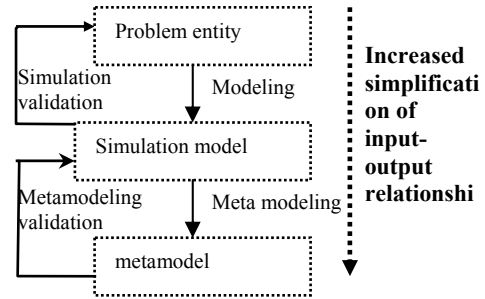 Problem entity
Simulation
validation
Modeling
Simulation model
Metamodeling
validation
Meta modeling
metamodel
Increased
simplificati
on of
input-
output
relationshi